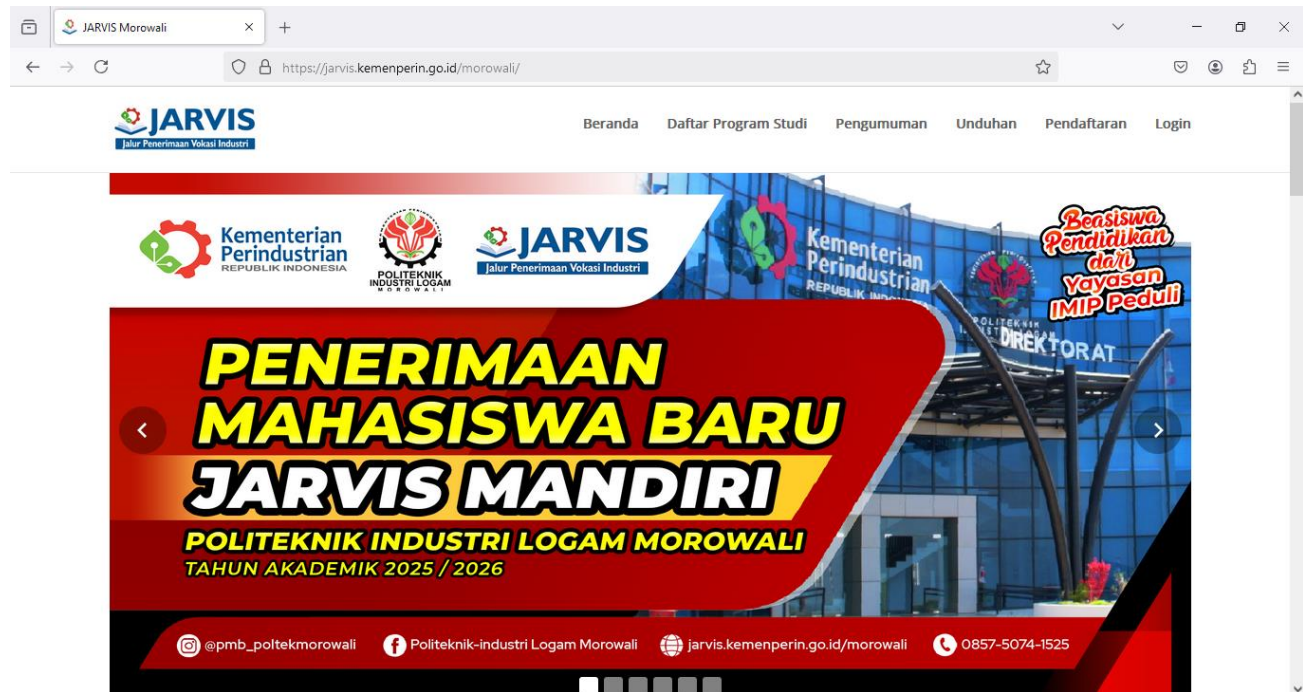 JARVIS Morowali
https://jarvis.kemenperin.go.id/morowali/
JARVIS
Jalur Penerimaan Vokasi Industri
Beranda Daftar Program Studi Pengumuman Unduhan Pendaftaran Login
Kementerian
Perindustrian
REPUBLIK INDONESIA
POLITEKNIK
INDUSTRI LOGAM
MOROWALI
JARVIS
Jalur Penerimaan Vokasi Industri
Kementerian
Perindustrian
REPUBLIK INDONESIA
DIREKTORAT
Beasiswa
Pendidikan
dari
Yayasan
IMIP Peduli
PENERIMAAN
MAHASISWA BARU
JARVIS MANDIRI
POLITEKNIK INDUSTRI LOGAM MOROWALI
TAHUN AKADEMIK 2025 / 2026
@pmb_poltekmorowali Politeknik-industri Logam Morowali jarvis.kemenperin.go.id/morowali 0857-5074-1525